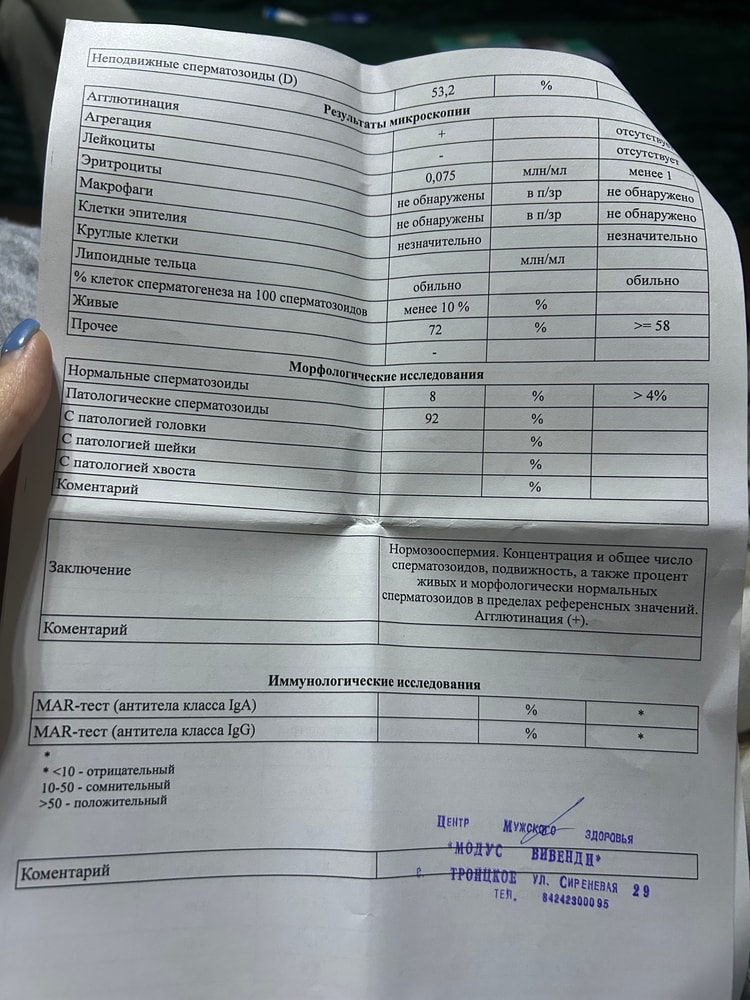 Неподвижные сперматозоиды (D) 53,2 %
Результаты микроскопии
Агглютинация + отсутствует
Агрегация - отсутствует
Лейкоциты 0,075 млн/мл менее 1
Эритроциты не обнаружены в п/зр не обнаружено
Макрофаги не обнаружены в п/зр не обнаружено
Клетки эпителия незначительно незначительно
Круглые клетки млн/мл
Липоидные тельца обильно обильно
% клеток сперматогенеза на 100 сперматозоидов менее 10 % %
Живые 72 % >= 58
Прочее -
Морфологические исследования
Нормальные сперматозоиды 8 % > 4%
Патологические сперматозоиды 92 %
С патологией головки %
С патологией шейки %
С патологией хвоста %
Коментарий
Заключение
Нормозооспермия. Концентрация и общее число
сперматозоидов, подвижность, а также процент
живых и морфологически нормальных
сперматозоидов в пределах референсных значений.
Агглютинация (+).
Коментарий
Иммунологические исследования
MAR-тест (антитела класса IgA) % *
MAR-тест (антитела класса IgG) % *
*
* <10 - отрицательный
10-50 - сомнительный
>50 - положительный
Коментарий
Центр Мужского здоровья
"МОДУС ВИВЕНДИ"
с. ТРОИЦКОЕ УЛ. СИРЕНЕВАЯ 29
ТЕЛ. 84242300095